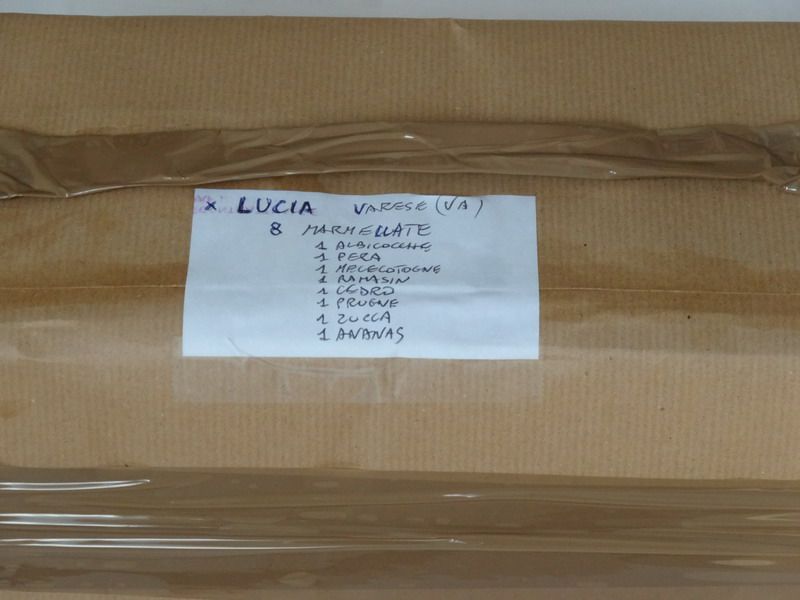 x LUCIA VARESE (VA)
8 MARMELLATE
1 ALBICOCCHE
1 PERA
1 MELECOTOGNE
1 RAMASIN
1 CEDRO
1 PRUGNE
1 ZUCCA
1 ANANAS